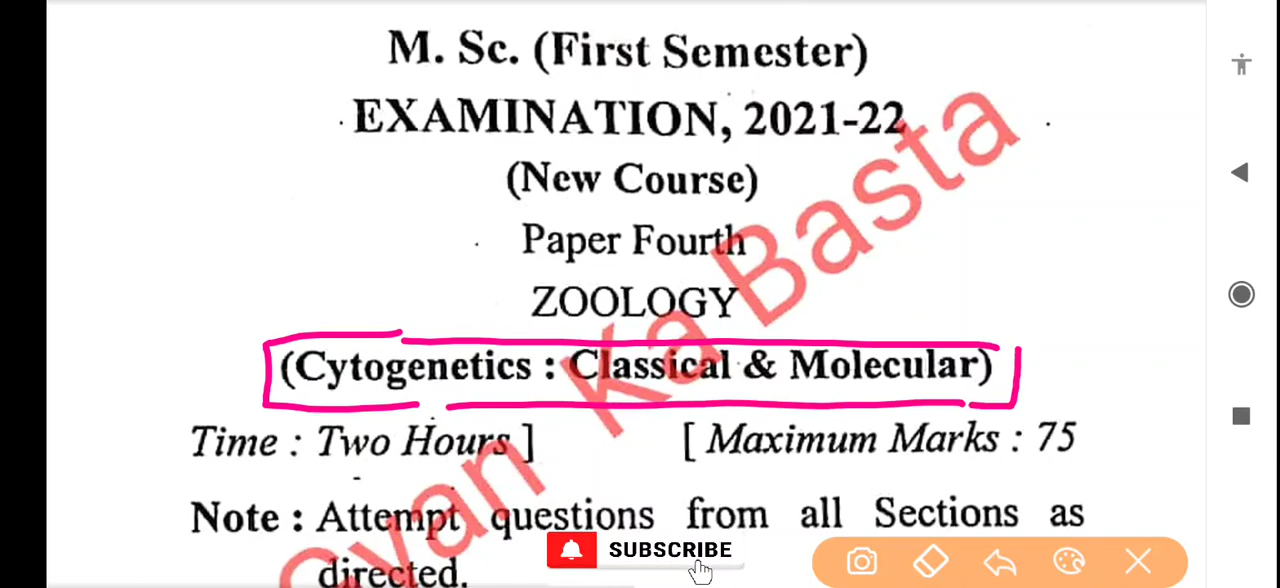 M. Sc. (First Semester)
EXAMINATION, 2021-22
(New Course)
Paper Fourth
ZOOLOGY
(Cytogenetics : Classical & Molecular)
Time : Two Hours ] [ Maximum Marks : 75
Note : Attempt questions from all Sections as
directed.
Gyan Ka Basta
SUBSCRIBE